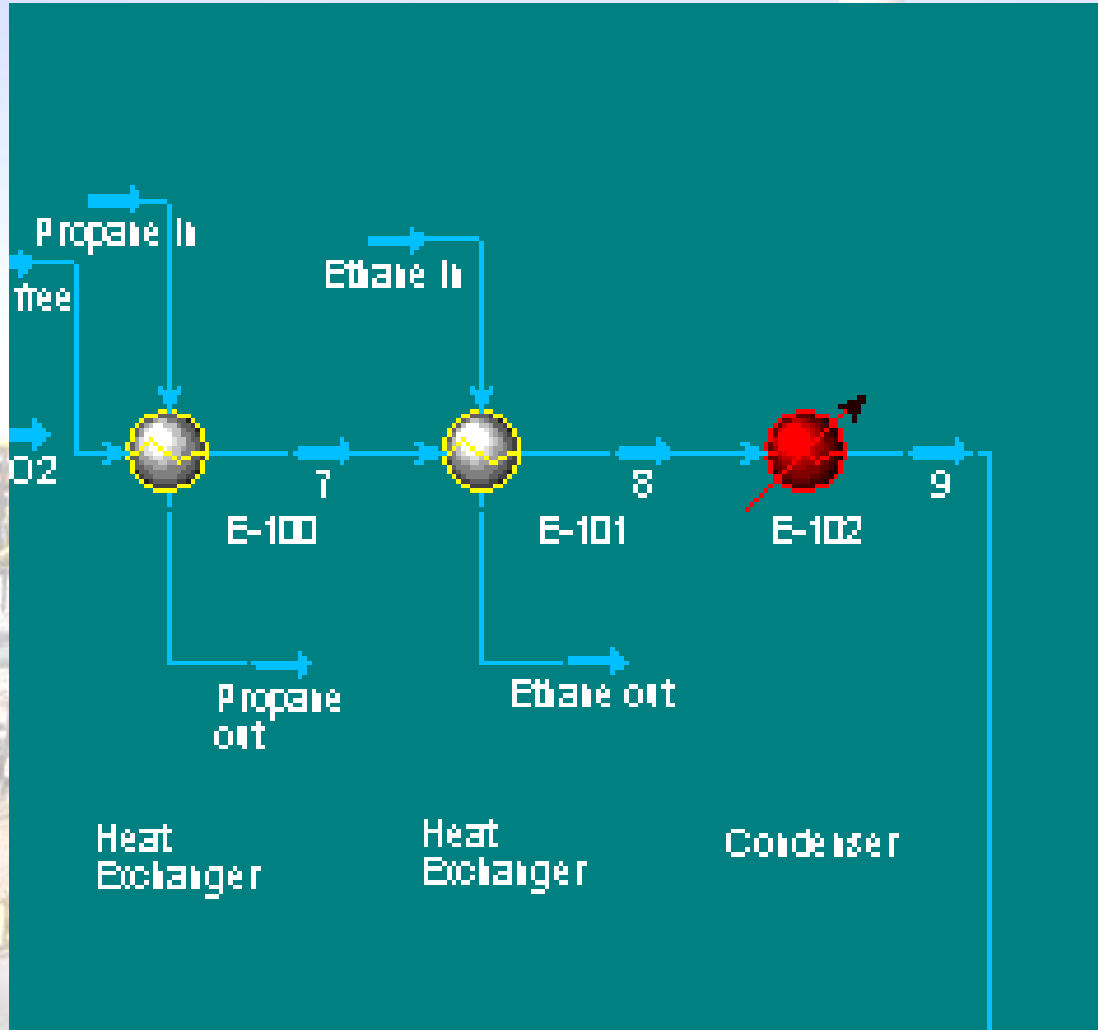 Propane In
Ethane In
free
O2
7
8
9
E-100
E-101
E-102
Propane
out
Ethane out
Heat
Exchanger
Heat
Exchanger
Condenser